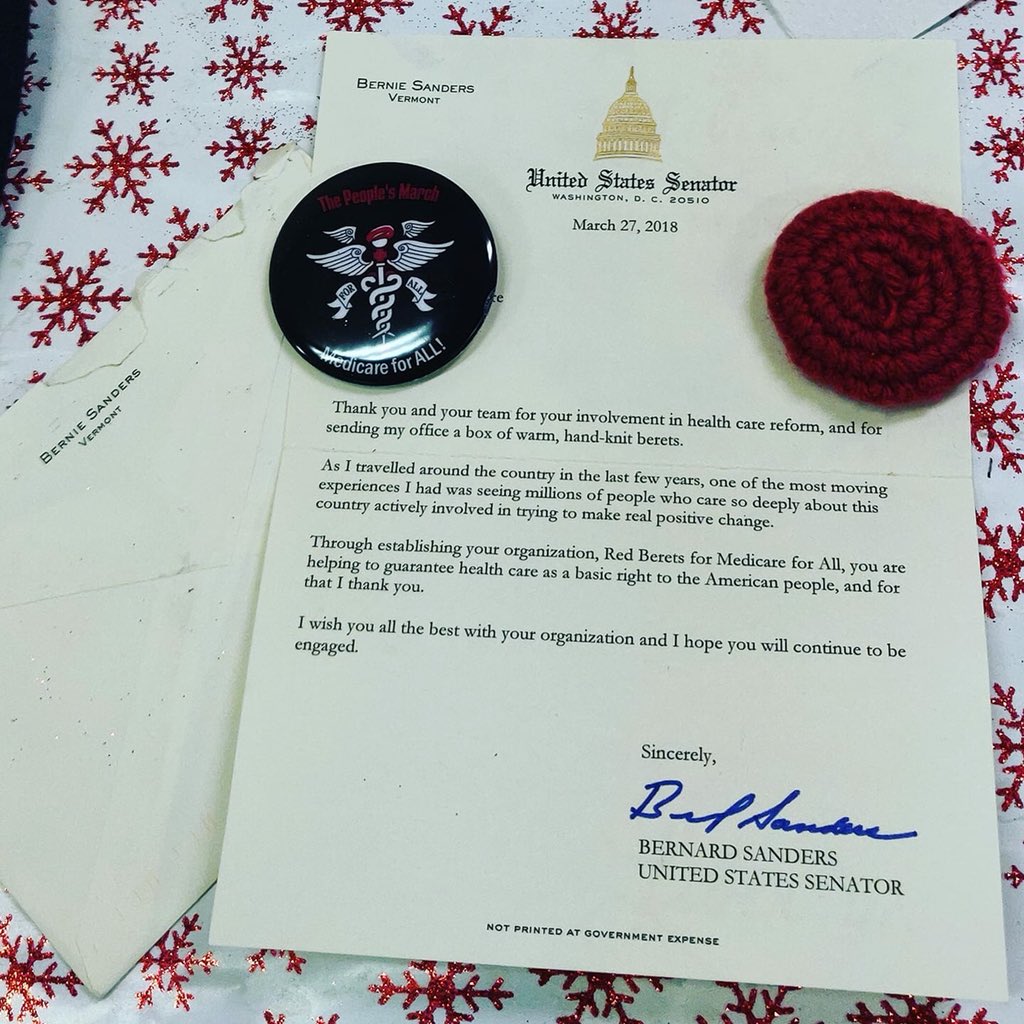 BERNIE SANDERS
VERMONT
United States Senator
WASHINGTON, D. C. 20510
March 27, 2018
The People's March
FOR ALL
Medicare for ALL!
BERNIE SANDERS
VERMONT
Thank you and your team for your involvement in health care reform, and for
sending my office a box of warm, hand-knit berets.
As I travelled around the country in the last few years, one of the most moving
experiences I had was seeing millions of people who care so deeply about this
country actively involved in trying to make real positive change.
Through establishing your organization, Red Berets for Medicare for All, you are
helping to guarantee health care as a basic right to the American people, and for
that I thank you.
I wish you all the best with your organization and I hope you will continue to be
engaged.
Sincerely,
Bernard Sanders
BERNARD SANDERS
UNITED STATES SENATOR
NOT PRINTED AT GOVERNMENT EXPENSE